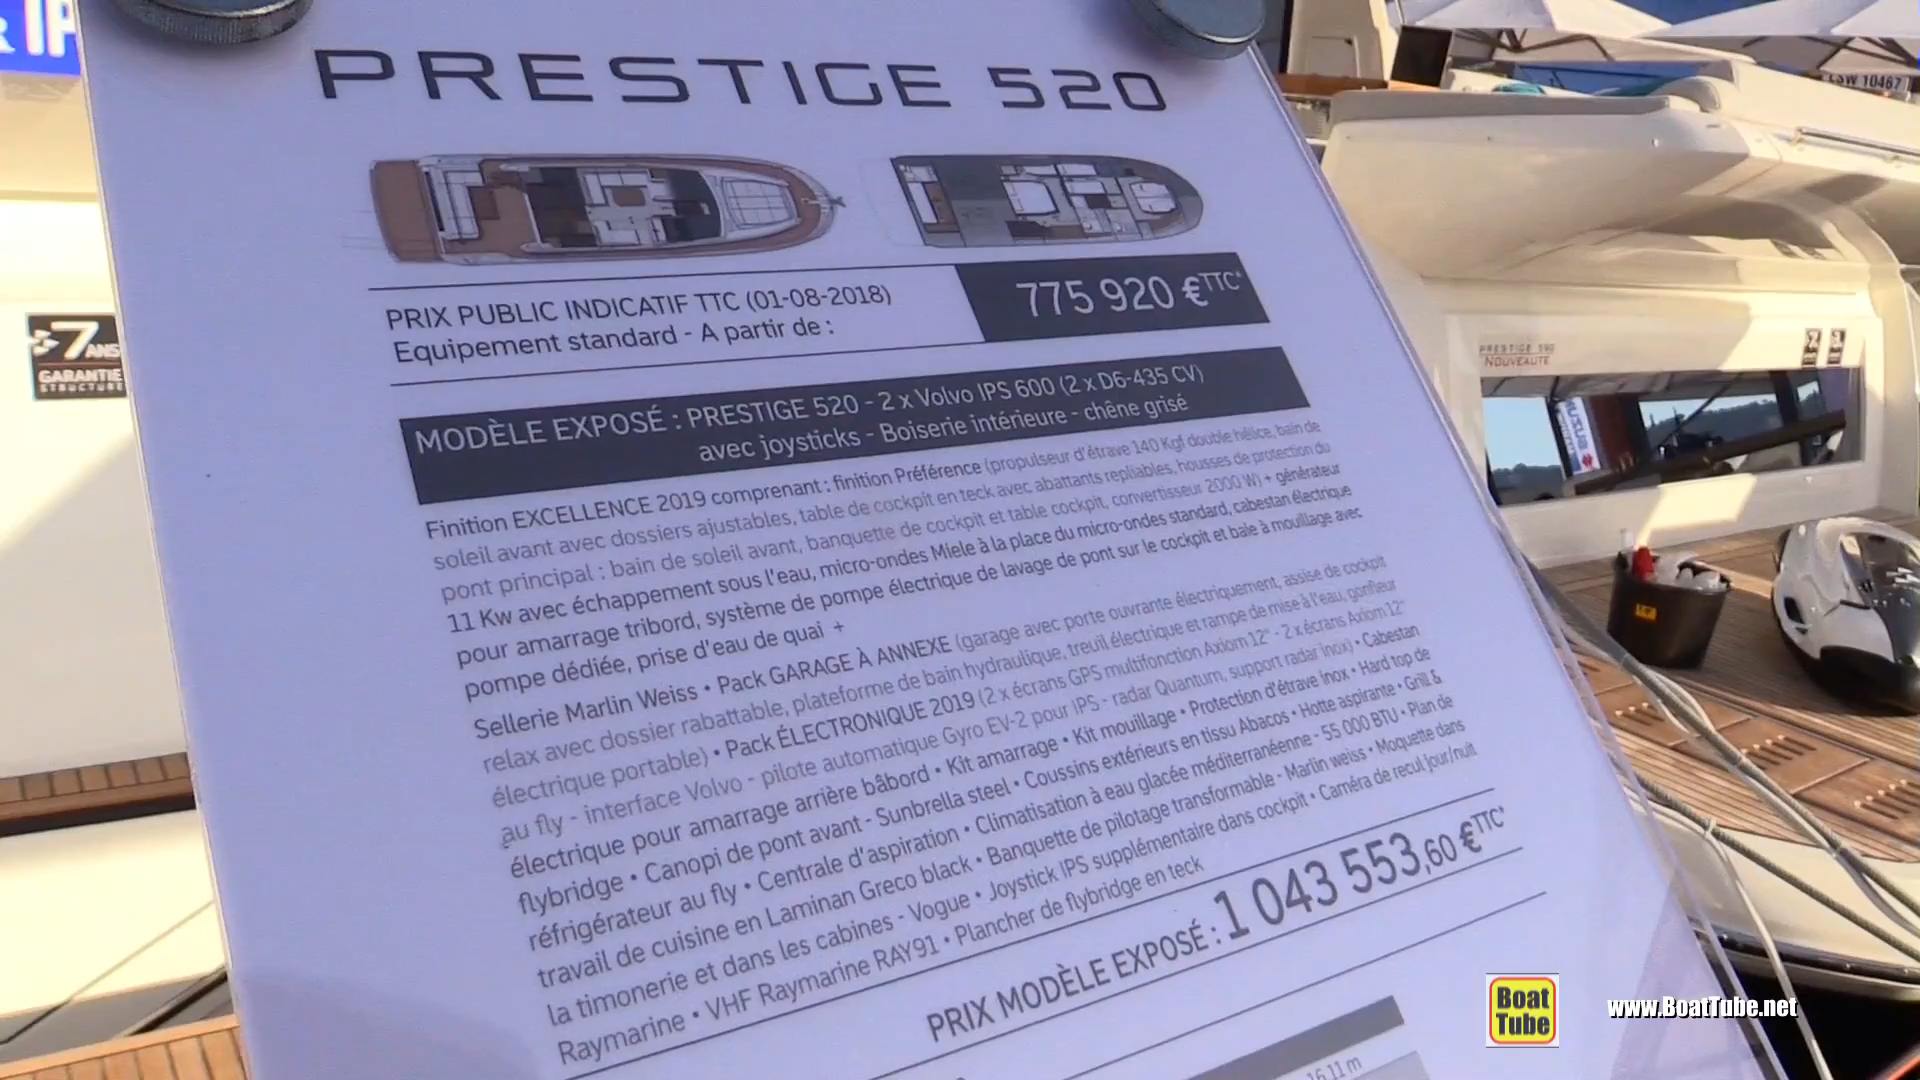 & IP
PRESTIGE 520
PRIX PUBLIC INDICATIF TTC (01-08-2018)
Equipement standard - A partir de :
775 920 €TTC*
MODÈLE EXPOSÉ : PRESTIGE 520 - 2 x Volvo IPS 600 (2 x D6-435 CV)
avec joysticks - Boiserie intérieure - chêne grisé
Finition EXCELLENCE 2019 comprenant : finition Préférence (propulseur d'étrave 140 Kgf double hélice, bain de
soleil avant avec dossiers ajustables, table de cockpit en teck avec abattants repliables, housses de protection du
pont principal : bain de soleil avant, banquette de cockpit et table cockpit, convertisseur 2000 W) + générateur
11 Kw avec échappement sous l'eau, micro-ondes Miele à la place du micro-ondes standard, cabestan électrique
pour amarrage tribord, système de pompe électrique de lavage de pont sur le cockpit et baie à mouillage avec
pompe dédiée, prise d'eau de quai +
Sellerie Marlin Weiss • Pack GARAGE À ANNEXE (garage avec porte ouvrante électriquement, assise de cockpit
relax avec dossier rabattable, plateforme de bain hydraulique, treuil électrique et rampe de mise à l'eau, gonfleur
électrique portable) • Pack ÉLECTRONIQUE 2019 (2 x écrans GPS multifonction Axiom 12" - 2 x écrans Axiom 12"
au fly - interface Volvo - pilote automatique Gyro EV-2 pour IPS - radar Quantum, support radar inox) • Cabestan
électrique pour amarrage arrière bâbord • Kit amarrage • Kit mouillage • Protection d'étrave inox • Hard top de
flybridge • Canopi de pont avant - Sunbrella steel • Coussins extérieurs en tissu Abacos • Hotte aspirante • Grill &
réfrigérateur au fly • Centrale d'aspiration • Climatisation à eau glacée méditerranéenne - 55 000 BTU • Plan de
travail de cuisine en Laminan Greco black • Banquette de pilotage transformable - Marlin weiss • Moquette dans
la timonerie et dans les cabines - Vogue • Joystick IPS supplémentaire dans cockpit • Caméra de recul jour/nuit
Raymarine • VHF Raymarine RAY91 • Plancher de flybridge en teck
PRIX MODÈLE EXPOSÉ : 1 043 553,60 €TTC*
16,11 m
7 ANS
GARANTIE
STRUCTURE
10467
PRESTIGE 590
NOUVEAUTÉ
Boat
Tube
www.BoatTube.net